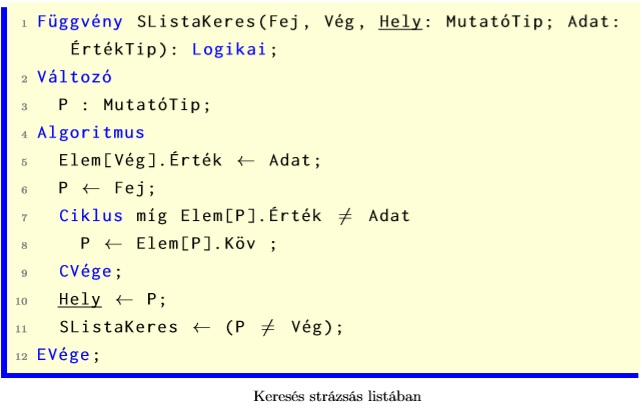 1 Függvény SListaKeres(Fej, Vég, Hely: MutatóTip; Adat:
ÉrtékTip): Logikai;
2 Változó
3 P : MutatóTip;
4 Algoritmus
5 Elem[Vég].Érték ← Adat;
6 P ← Fej;
7 Ciklus míg Elem[P].Érték ≠ Adat
8 P ← Elem[P].Köv ;
9 CVége;
10 Hely ← P;
11 SListaKeres ← (P ≠ Vég);
12 EVége;
Keresés strázsás listában